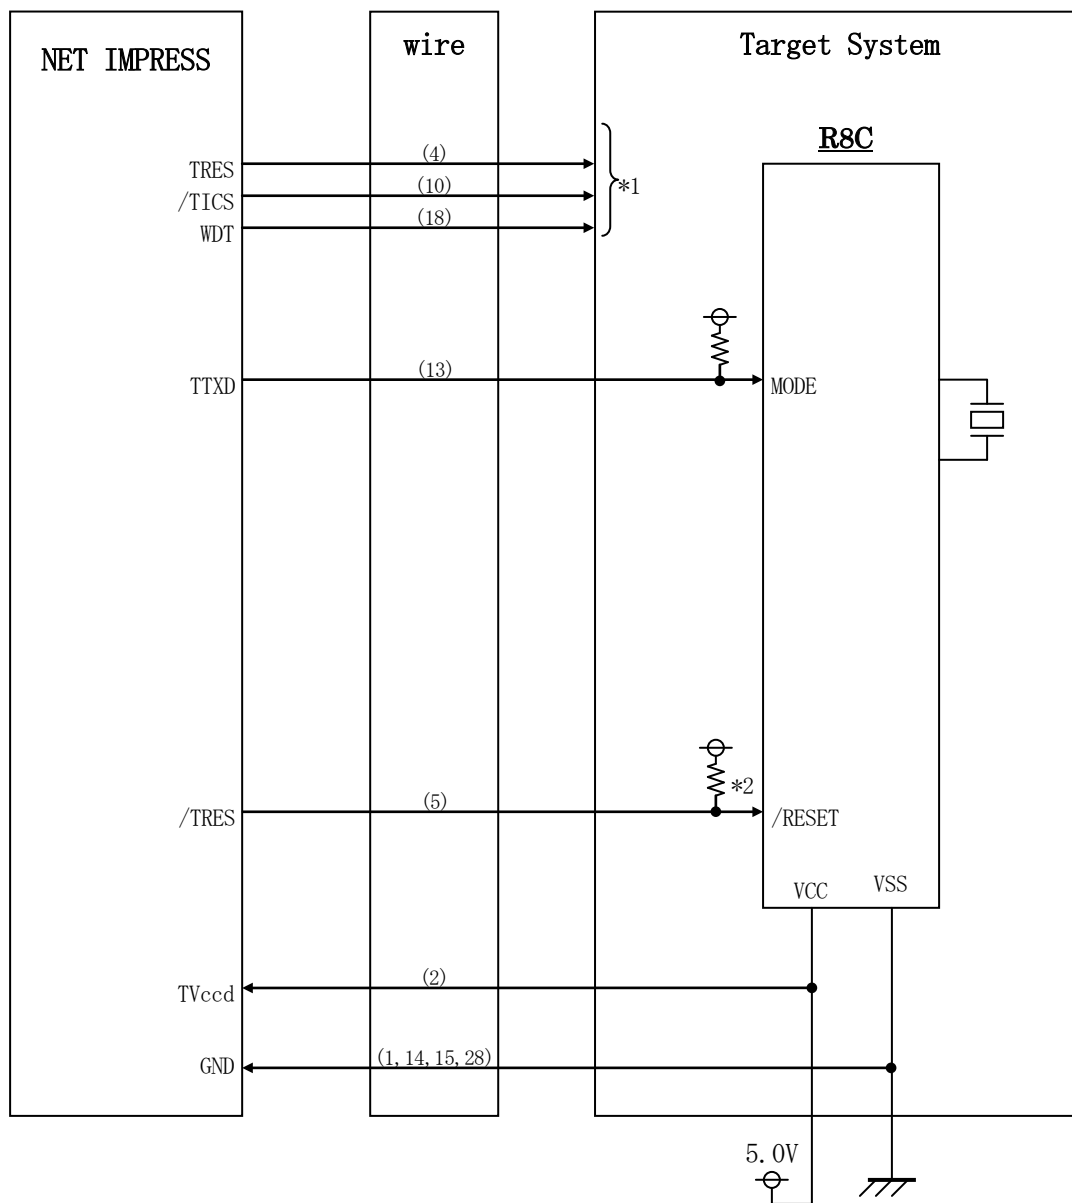 NET IMPRESS
wire
Target System
R8C
TRES
(4)
/TICS
(10)
*1
WDT
(18)
TTXD
(13)
MODE
*2
/TRES
(5)
/RESET
VCC
VSS
TVccd
(2)
GND
(1, 14, 15, 28)
5.0V